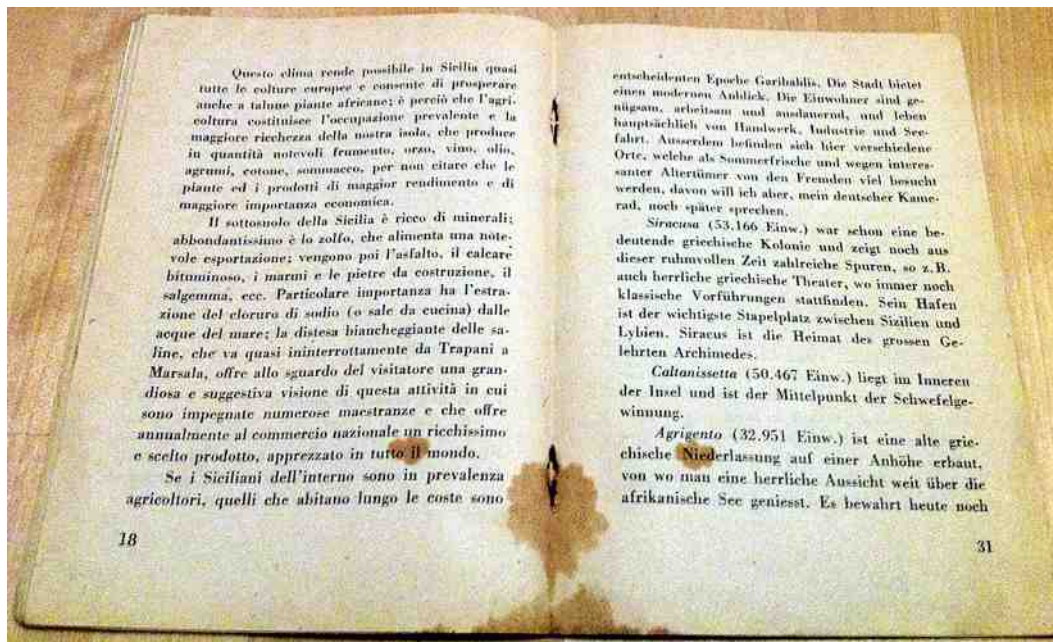 Questo clima rende possibile in Sicilia quasi
tutte le colture europee e consente di prosperare
anche a talune piante africane; è perciò che l'agri-
coltura costituisce l'occupazione prevalente e la
maggiore ricchezza della nostra isola, che produce
in quantità notevoli frumento, orzo, vino, olio,
agrumi, cotone, sommacco, per non citare che le
piante ed i prodotti di maggior rendimento e di
maggiore importanza economica.
Il sottosuolo della Sicilia è ricco di minerali;
abbondantissimo è lo zolfo, che alimenta una note-
vole esportazione; vengono poi l'asfalto, il calcare
bituminoso, i marmi e le pietre da costruzione, il
salgemma, ecc. Particolare importanza ha l'estra-
zione del cloruro di sodio (o sale da cucina) dalle
acque del mare; la distesa biancheggiante delle sa-
line, che va quasi ininterrottamente da Trapani a
Marsala, offre allo sguardo del visitatore una gran-
diosa e suggestiva visione di questa attività in cui
sono impegnate numerose maestranze e che offre
annualmente al commercio nazionale un ricchissimo
e scelto prodotto, apprezzato in tutto il mondo.
Se i Siciliani dell'interno sono in prevalenza
agricoltori, quelli che abitano lungo le coste sono
18
entscheidenten Epoche Garibaldis. Die Stadt bietet
einen modernen Anblick. Die Einwohner sind ge-
nügsam, arbeitsam und ausdauernd, und leben
hauptsächlich von Handwerk, Industrie und See-
fahrt. Ausserdem befinden sich hier verschiedene
Orte, welche als Sommerfrische und wegen interes-
santer Altertümer von den Fremden viel besucht
werden, davon will ich aber, mein deutscher Kame-
rad, noch später sprechen.
Siracusa (53.166 Einw.) war schon eine be-
deutende griechische Kolonie und zeigt noch aus
dieser ruhmvollen Zeit zahlreiche Spuren, so z.B.
auch herrliche griechische Theater, wo immer noch
klassische Vorführungen stattfinden. Sein Hafen
ist der wichtigste Stapelplatz zwischen Sizilien und
Lybien. Siracus ist die Heimat des grossen Ge-
lehrten Archimedes.
Caltanissetta (50.467 Einw.) liegt im Inneren
der Insel und ist der Mittelpunkt der Schwefelge-
winnung.
Agrigento (32.951 Einw.) ist eine alte grie-
chische Niederlassung auf einer Anhöhe erbaut,
von wo man eine herrliche Aussicht weit über die
afrikanische See geniesst. Es bewahrt heute noch
31